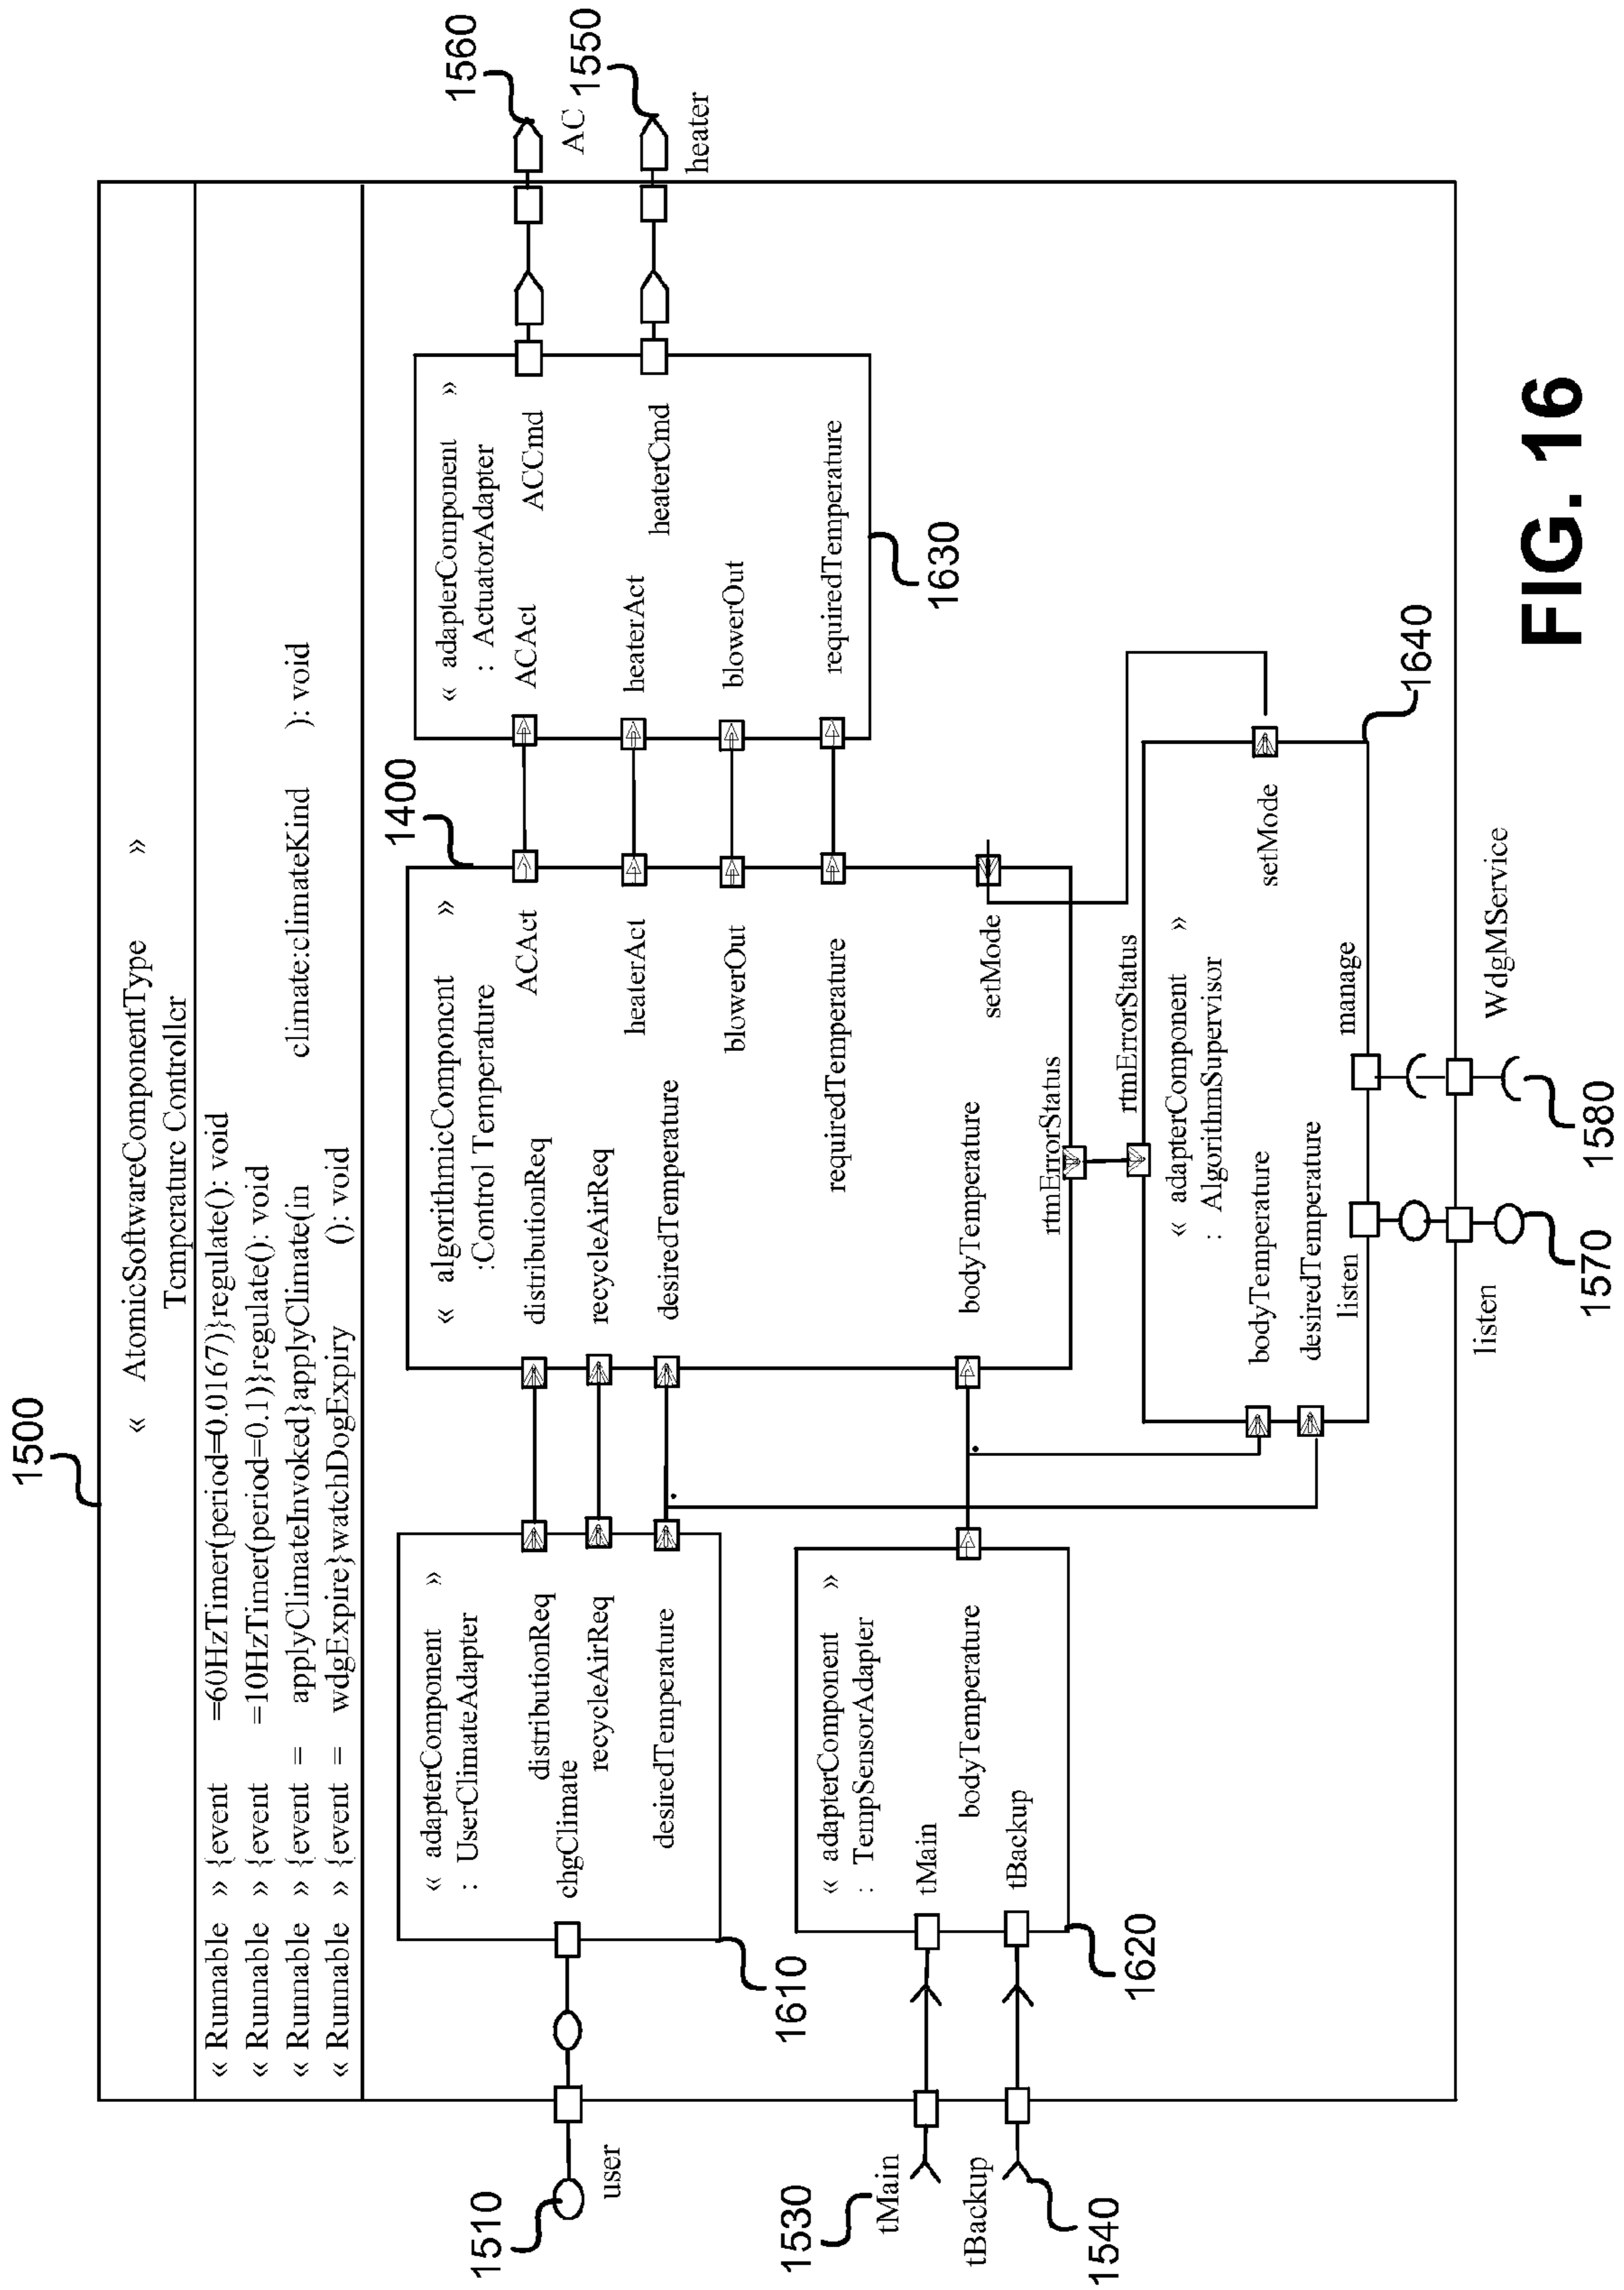 1500
« AtomicSoftwareComponentType »
Temperature Controller
« Runnable » {event =60HzTimer(period=0.0167)}regulate(): void
« Runnable » {event =10HzTimer(period=0.1)}regulate(): void
« Runnable » {event = applyClimateInvoked}applyClimate(in climate:climateKind ): void
« Runnable » {event = wdgExpire}watchDogExpiry (): void
1510
user
« adapterComponent »
: UserClimateAdapter
distributionReq
chgClimate
recycleAirReq
desiredTemperature
1610
1530
tMain
tBackup
1540
« adapterComponent »
: TempSensorAdapter
tMain
bodyTemperature
tBackup
1620
1400
« algorithmicComponent »
:Control Temperature
distributionReq
ACAct
recycleAirReq
heaterAct
desiredTemperature
blowerOut
requiredTemperature
bodyTemperature
setMode
rtmErrorStatus
« adapterComponent »
: ActuatorAdapter
ACAct
ACCmd
heaterAct
heaterCmd
blowerOut
requiredTemperature
1630
1560
AC
1550
heater
rtmErrorStatus
« adapterComponent »
: AlgorithmSupervisor
bodyTemperature
setMode
desiredTemperature
listen
manage
1640
listen
WdgMService
1570
1580
FIG. 16